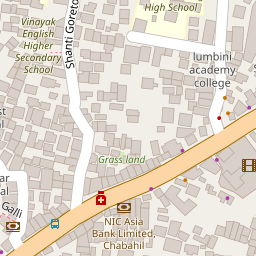 High School
Vinayak
English
Higher
Secondary
School
Shanti Goreto
lumbini
academy
college
Grass land
Galli
NIC Asia
Bank Limited,
Chabahil